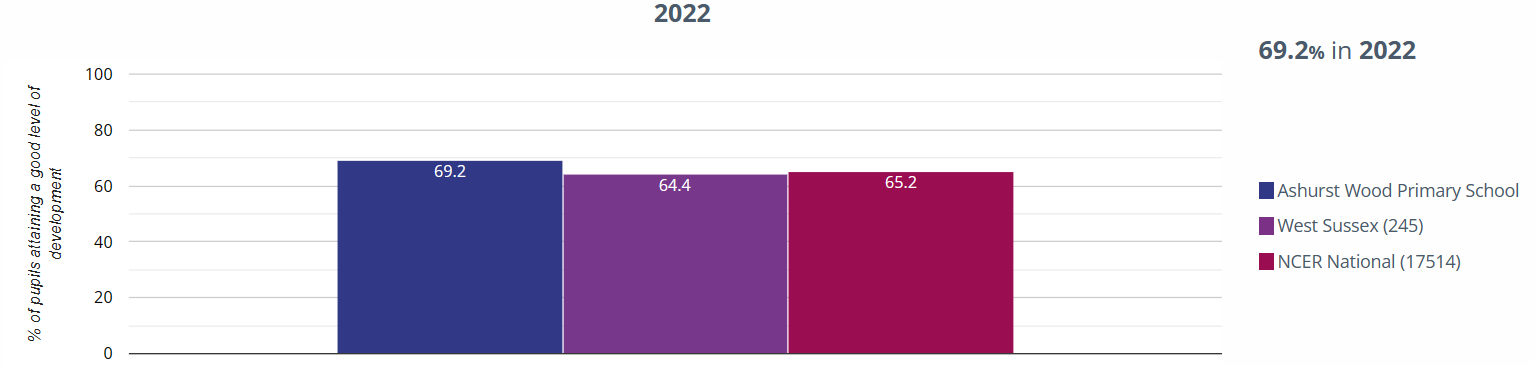 2022
69.2% in 2022
% of pupils attaining a good level of
development
100
80
60
40
20
0
69.2
64.4
65.2
Ashurst Wood Primary School
West Sussex (245)
NCER National (17514)